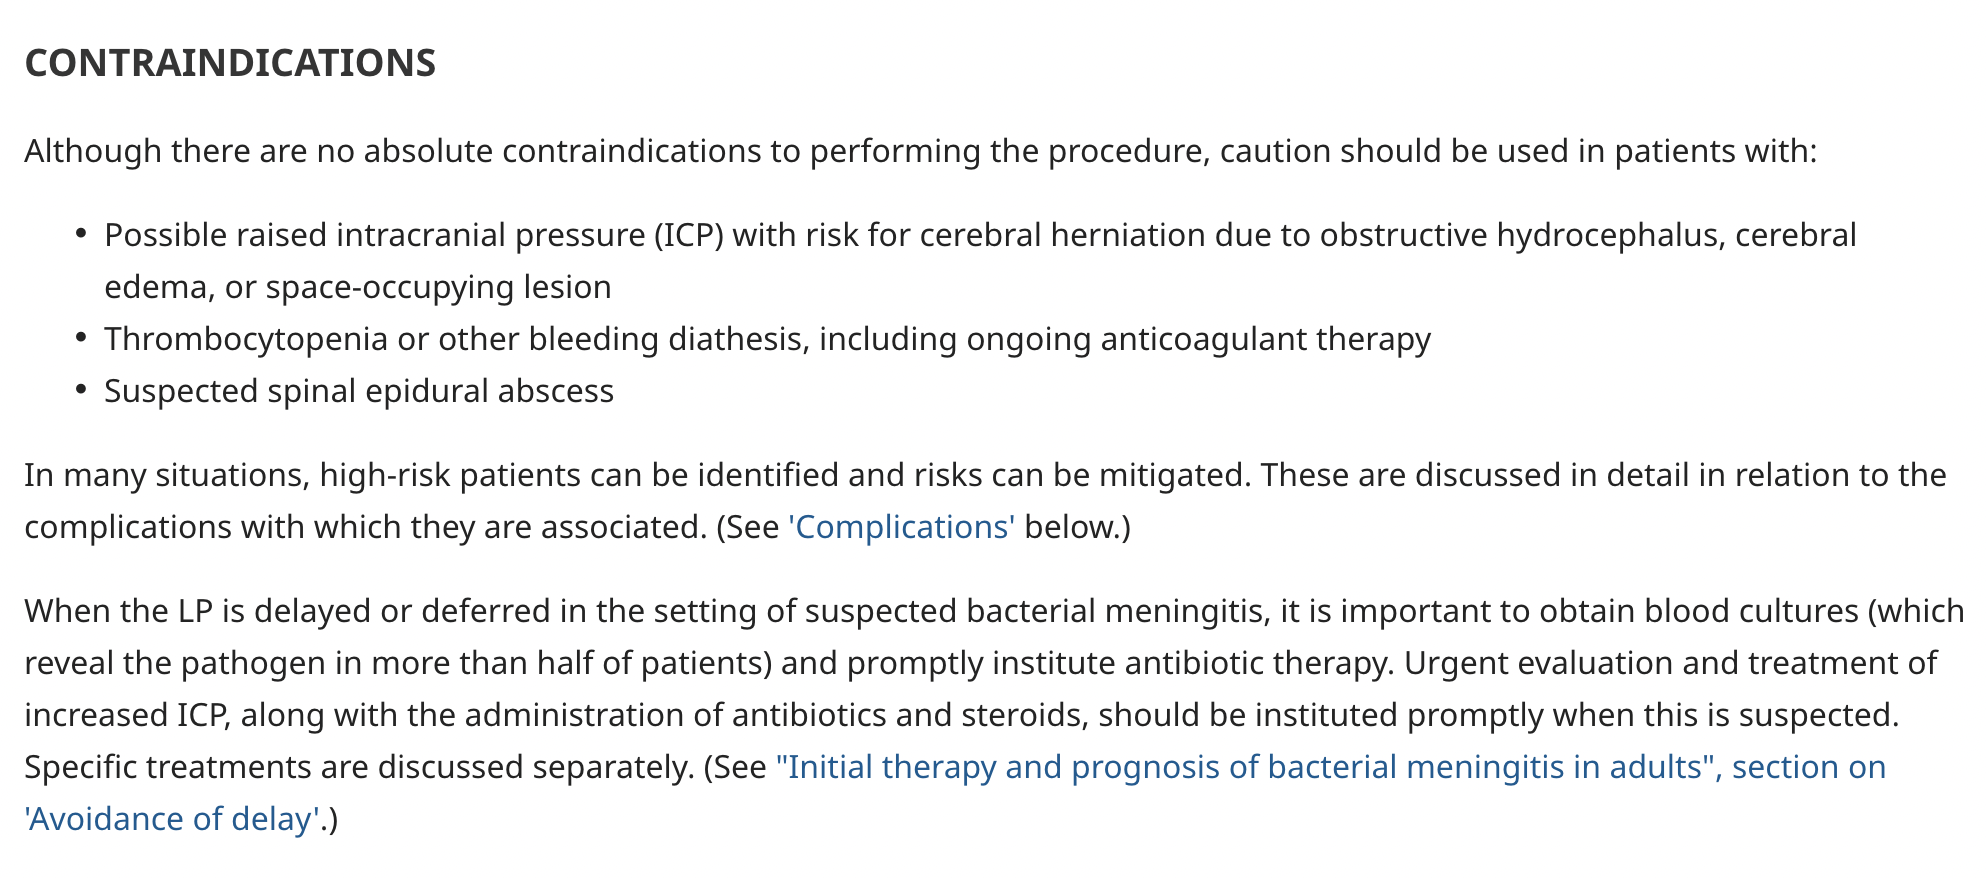 CONTRAINDICATIONS
Although there are no absolute contraindications to performing the procedure, caution should be used in patients with:
• Possible raised intracranial pressure (ICP) with risk for cerebral herniation due to obstructive hydrocephalus, cerebral
edema, or space-occupying lesion
• Thrombocytopenia or other bleeding diathesis, including ongoing anticoagulant therapy
• Suspected spinal epidural abscess
In many situations, high-risk patients can be identified and risks can be mitigated. These are discussed in detail in relation to the
complications with which they are associated. (See 'Complications' below.)
When the LP is delayed or deferred in the setting of suspected bacterial meningitis, it is important to obtain blood cultures (which
reveal the pathogen in more than half of patients) and promptly institute antibiotic therapy. Urgent evaluation and treatment of
increased ICP, along with the administration of antibiotics and steroids, should be instituted promptly when this is suspected.
Specific treatments are discussed separately. (See "Initial therapy and prognosis of bacterial meningitis in adults", section on
'Avoidance of delay'.)